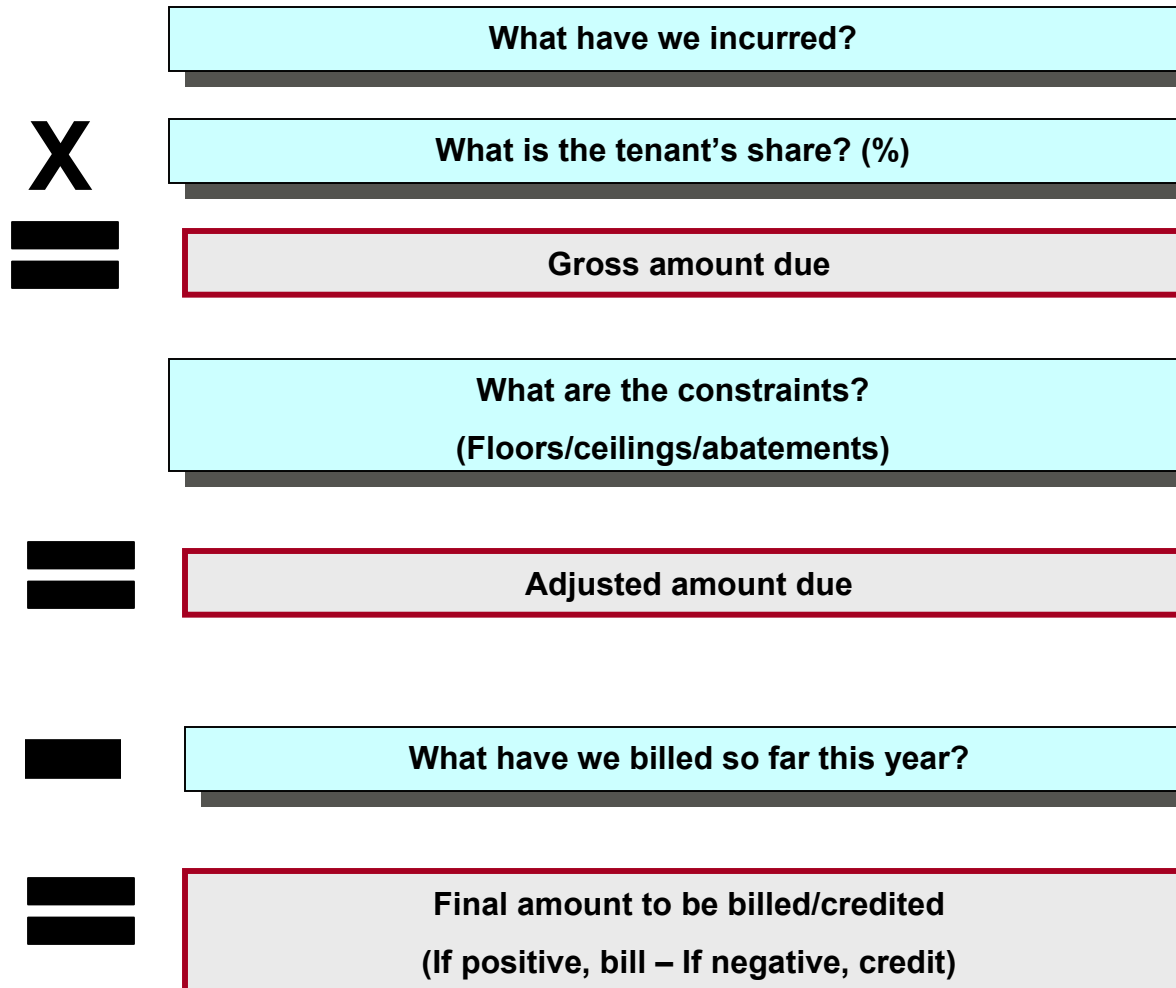 What have we incurred?
X
What is the tenant's share? (%)
Gross amount due
What are the constraints?
(Floors/ceilings/abatements)
Adjusted amount due
What have we billed so far this year?
Final amount to be billed/credited
(If positive, bill – If negative, credit)